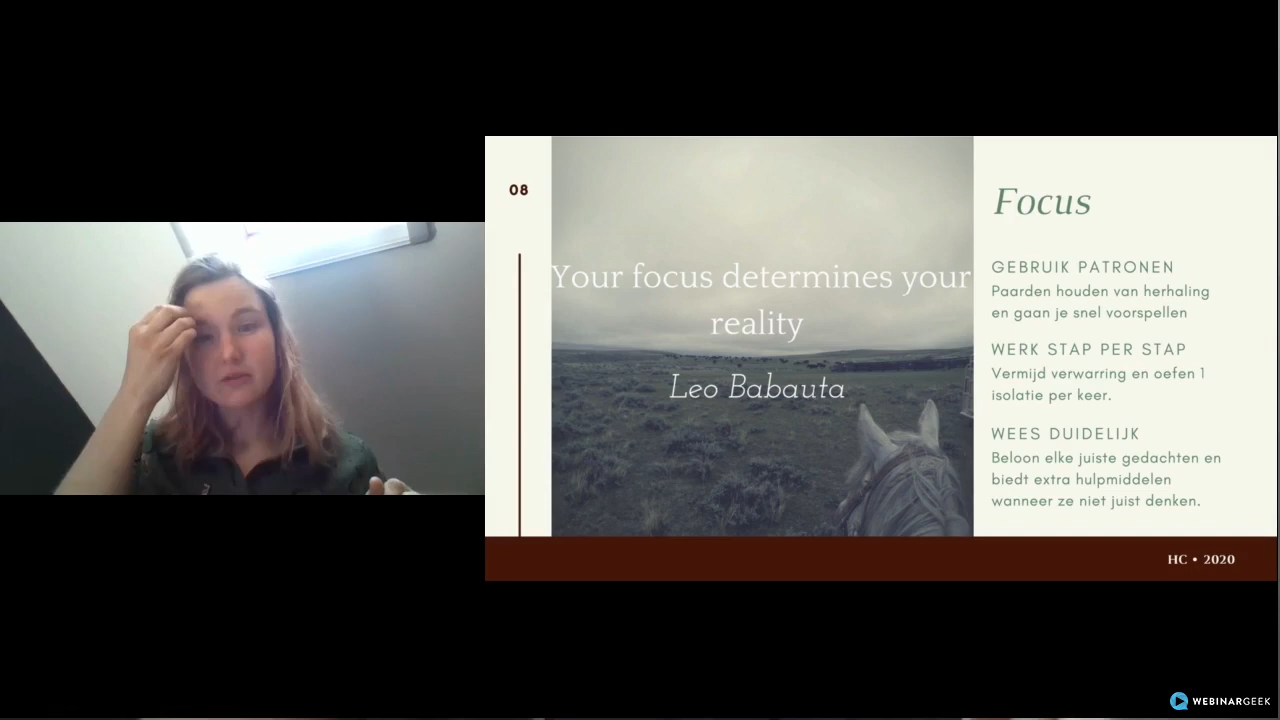 08
Your focus determines your
reality
Leo Babauta
Focus
GEBRUIK PATRONEN
Paarden houden van herhaling
en gaan je snel voorspellen
WERK STAP PER STAP
Vermijd verwarring en oefen 1
isolatie per keer.
WEES DUIDELIJK
Beloon elke juiste gedachten en
biedt extra hulpmiddelen
wanneer ze niet juist denken.
HC • 2020
WEBINARGEEK